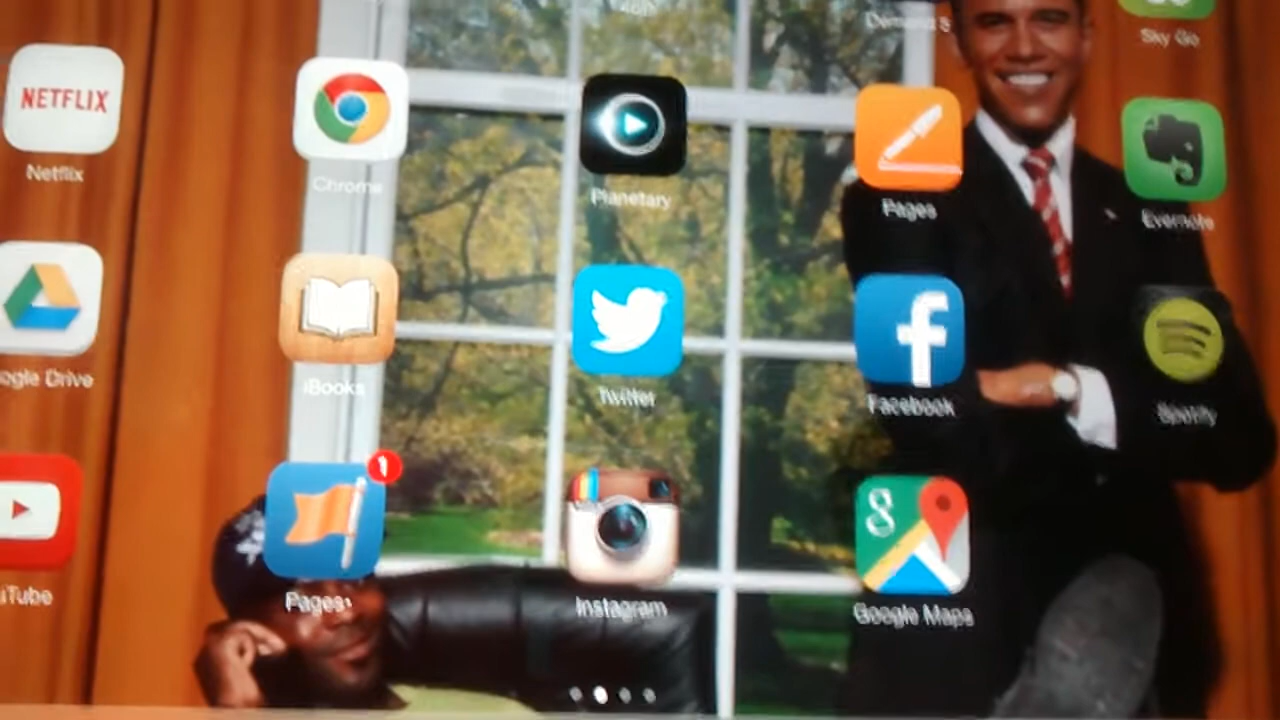 Sky Go
NETFLIX
Netflix
Chrome
Planetary
Pages
Evernote
ogle Drive
iBooks
Twitter
f
Facebook
Spotify
1
g
uTube
Pages
Instagram
Google Maps